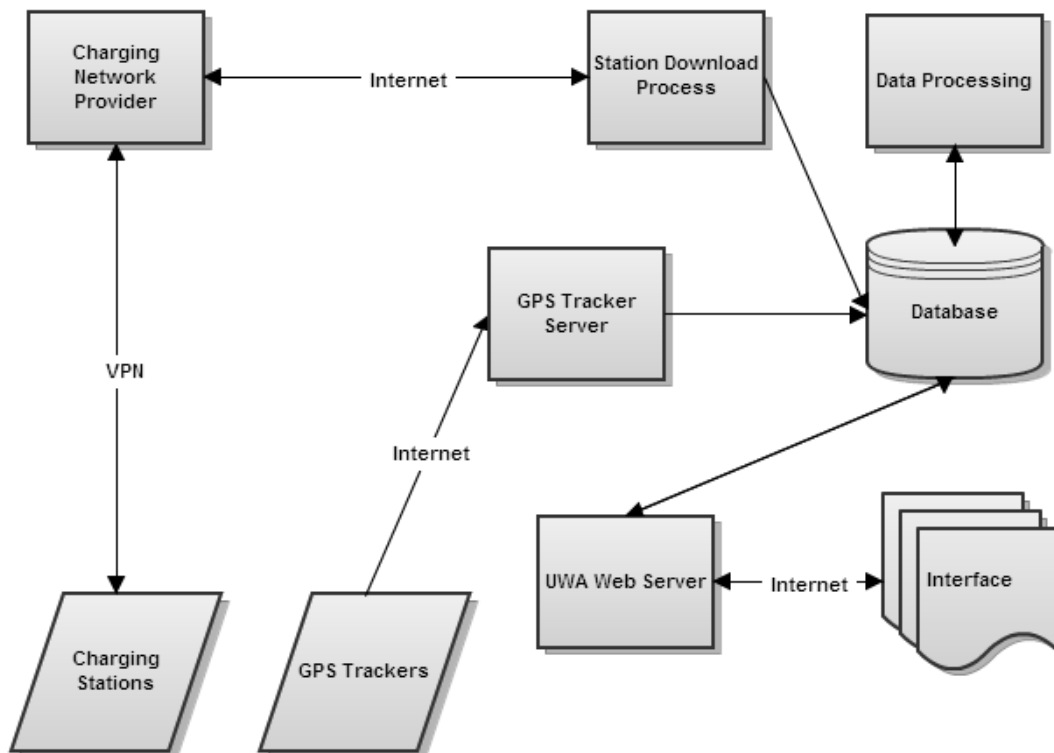 Charging
Network
Provider
Internet
Station Download
Process
Data Processing
GPS Tracker
Server
Database
VPN
Internet
UWA Web Server
Internet
Interface
Charging
Stations
GPS Trackers